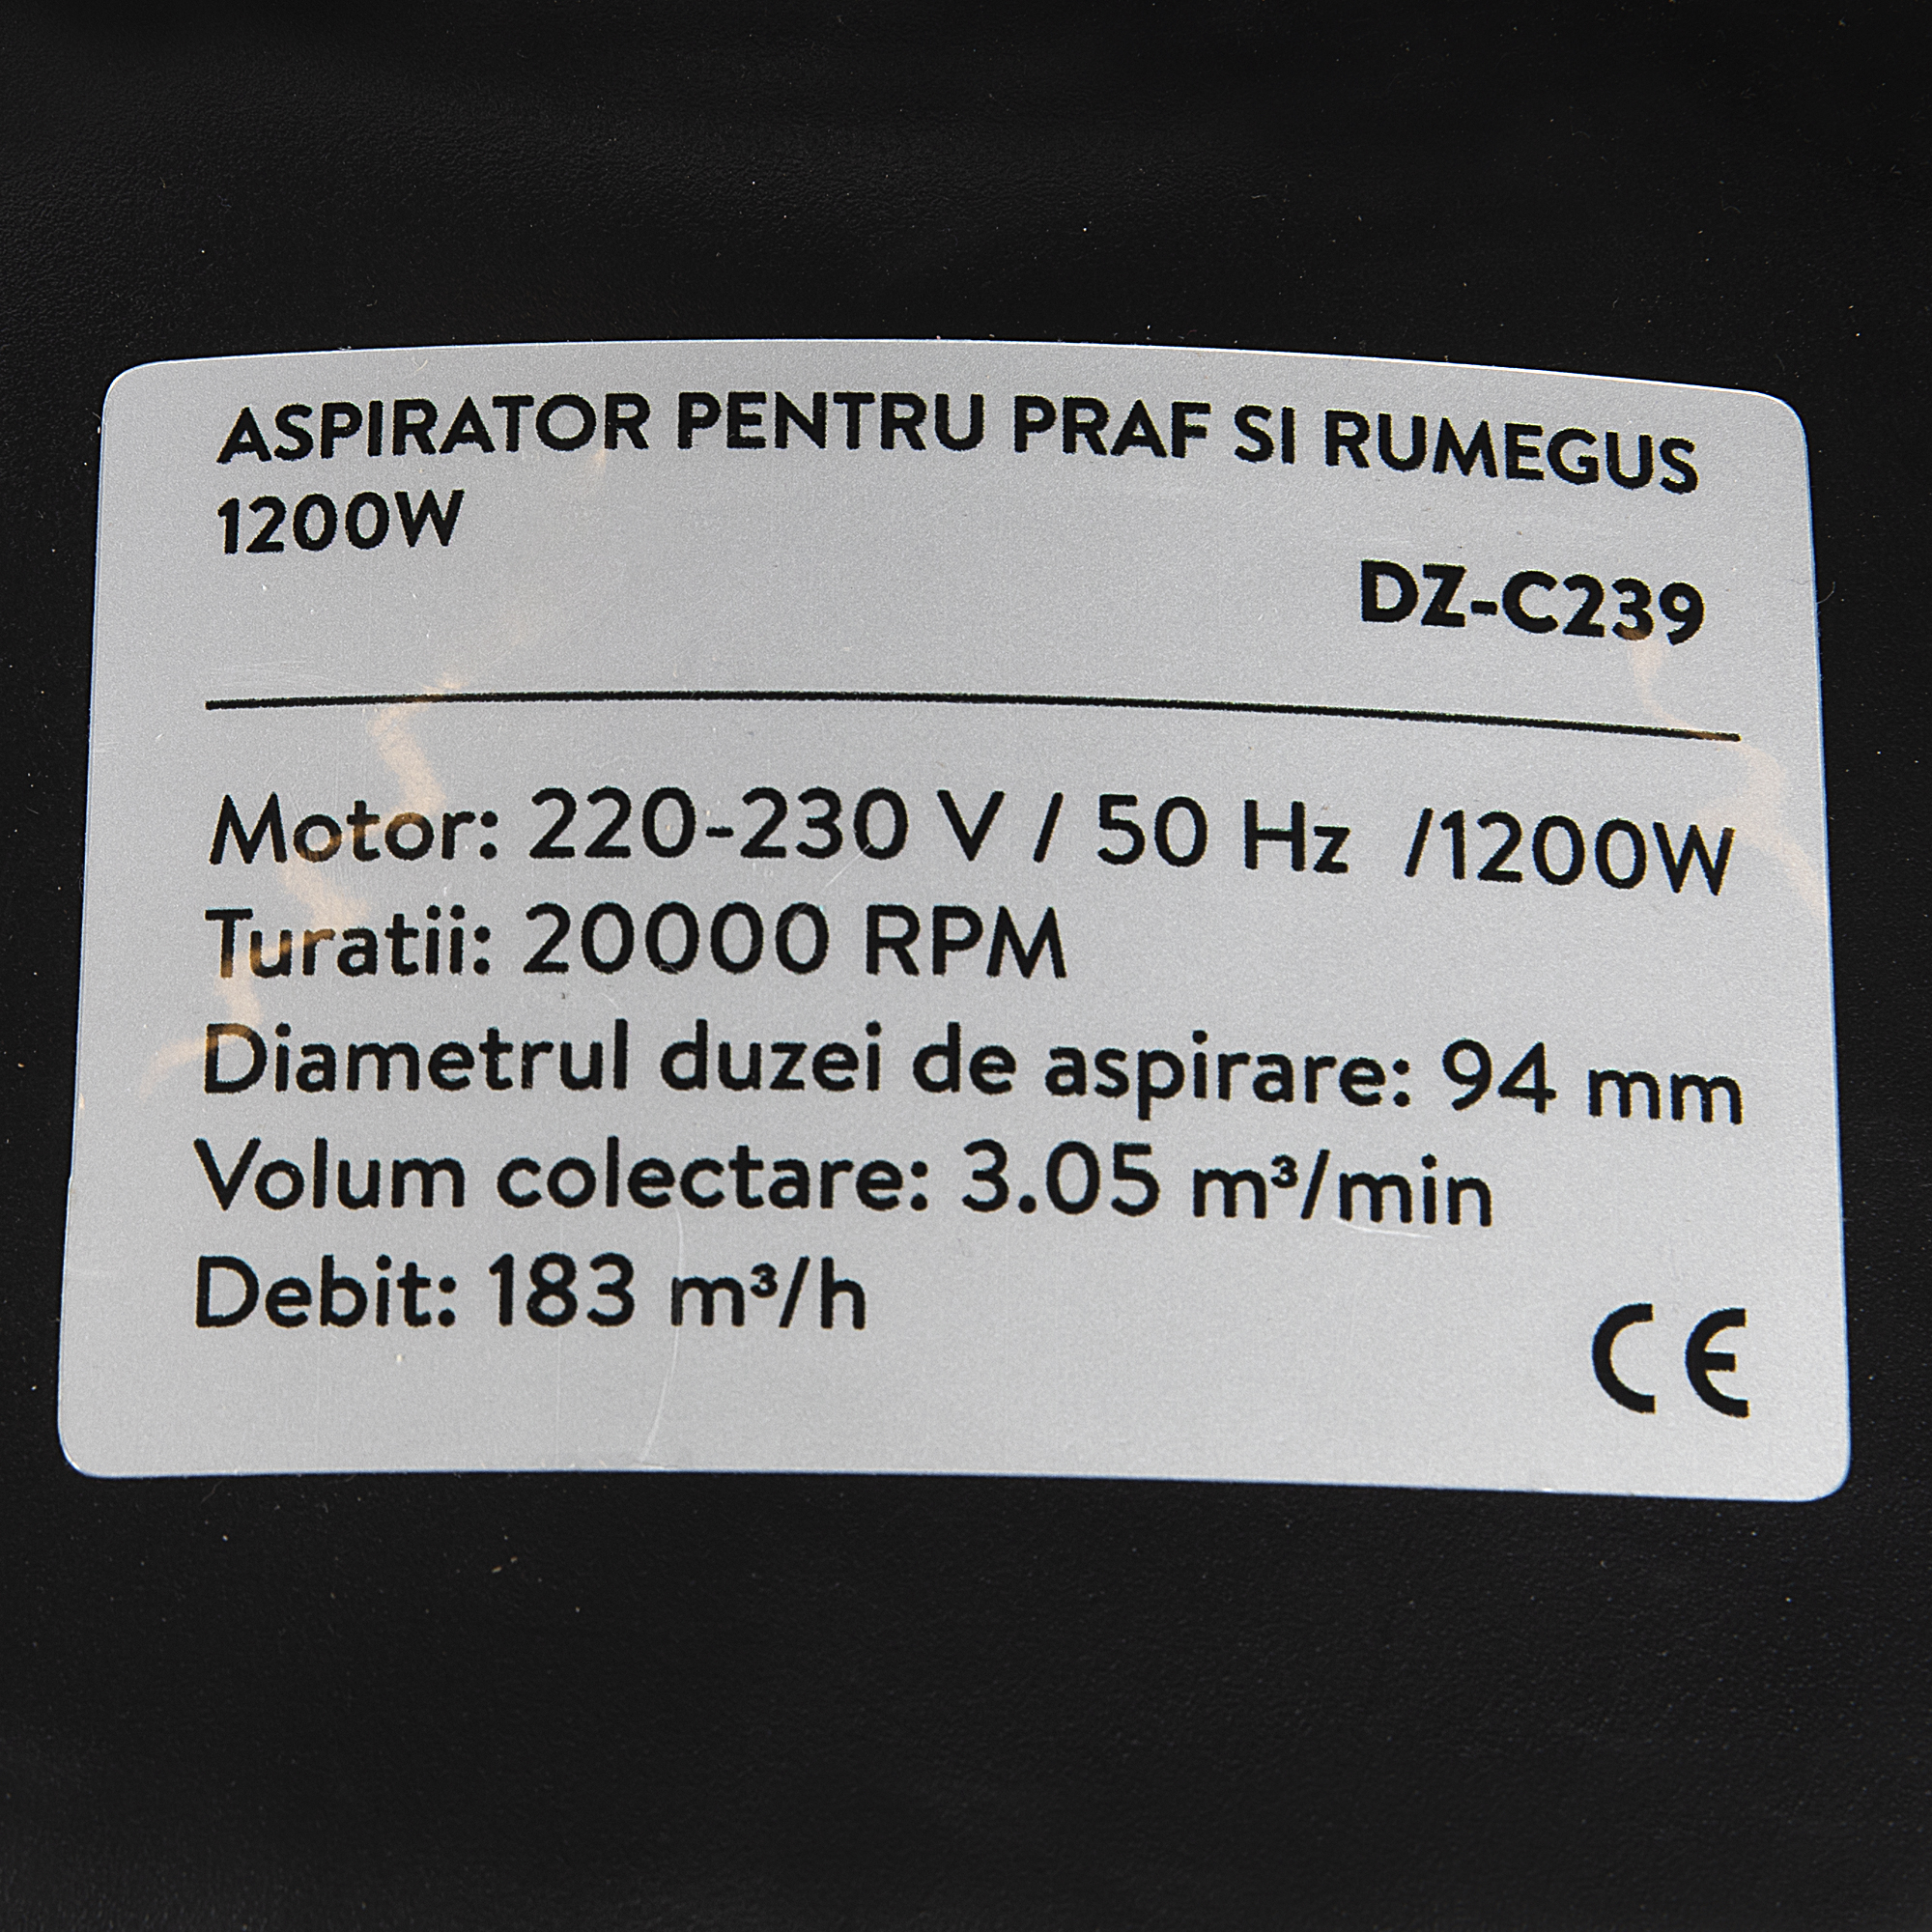 ASPIRATOR PENTRU PRAF SI RUMEGUS
1200W
DZ-C239
Motor: 220-230 V / 50 Hz /1200W
Turatii: 20000 RPM
Diametrul duzei de aspirare: 94 mm
Volum colectare: 3.05 m³/min
Debit: 183 m³/h
CE